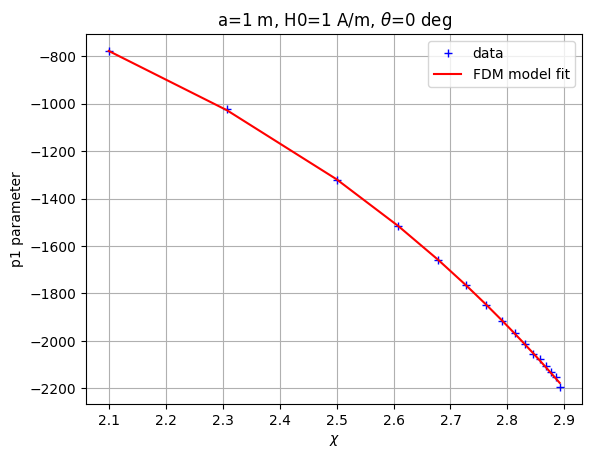 a=1 m, H0=1 A/m, θ=0 deg
data
FDM model fit
p1 parameter
−800
−1000
−1200
−1400
−1600
−1800
−2000
−2200
2.1 2.2 2.3 2.4 2.5 2.6 2.7 2.8 2.9
χ